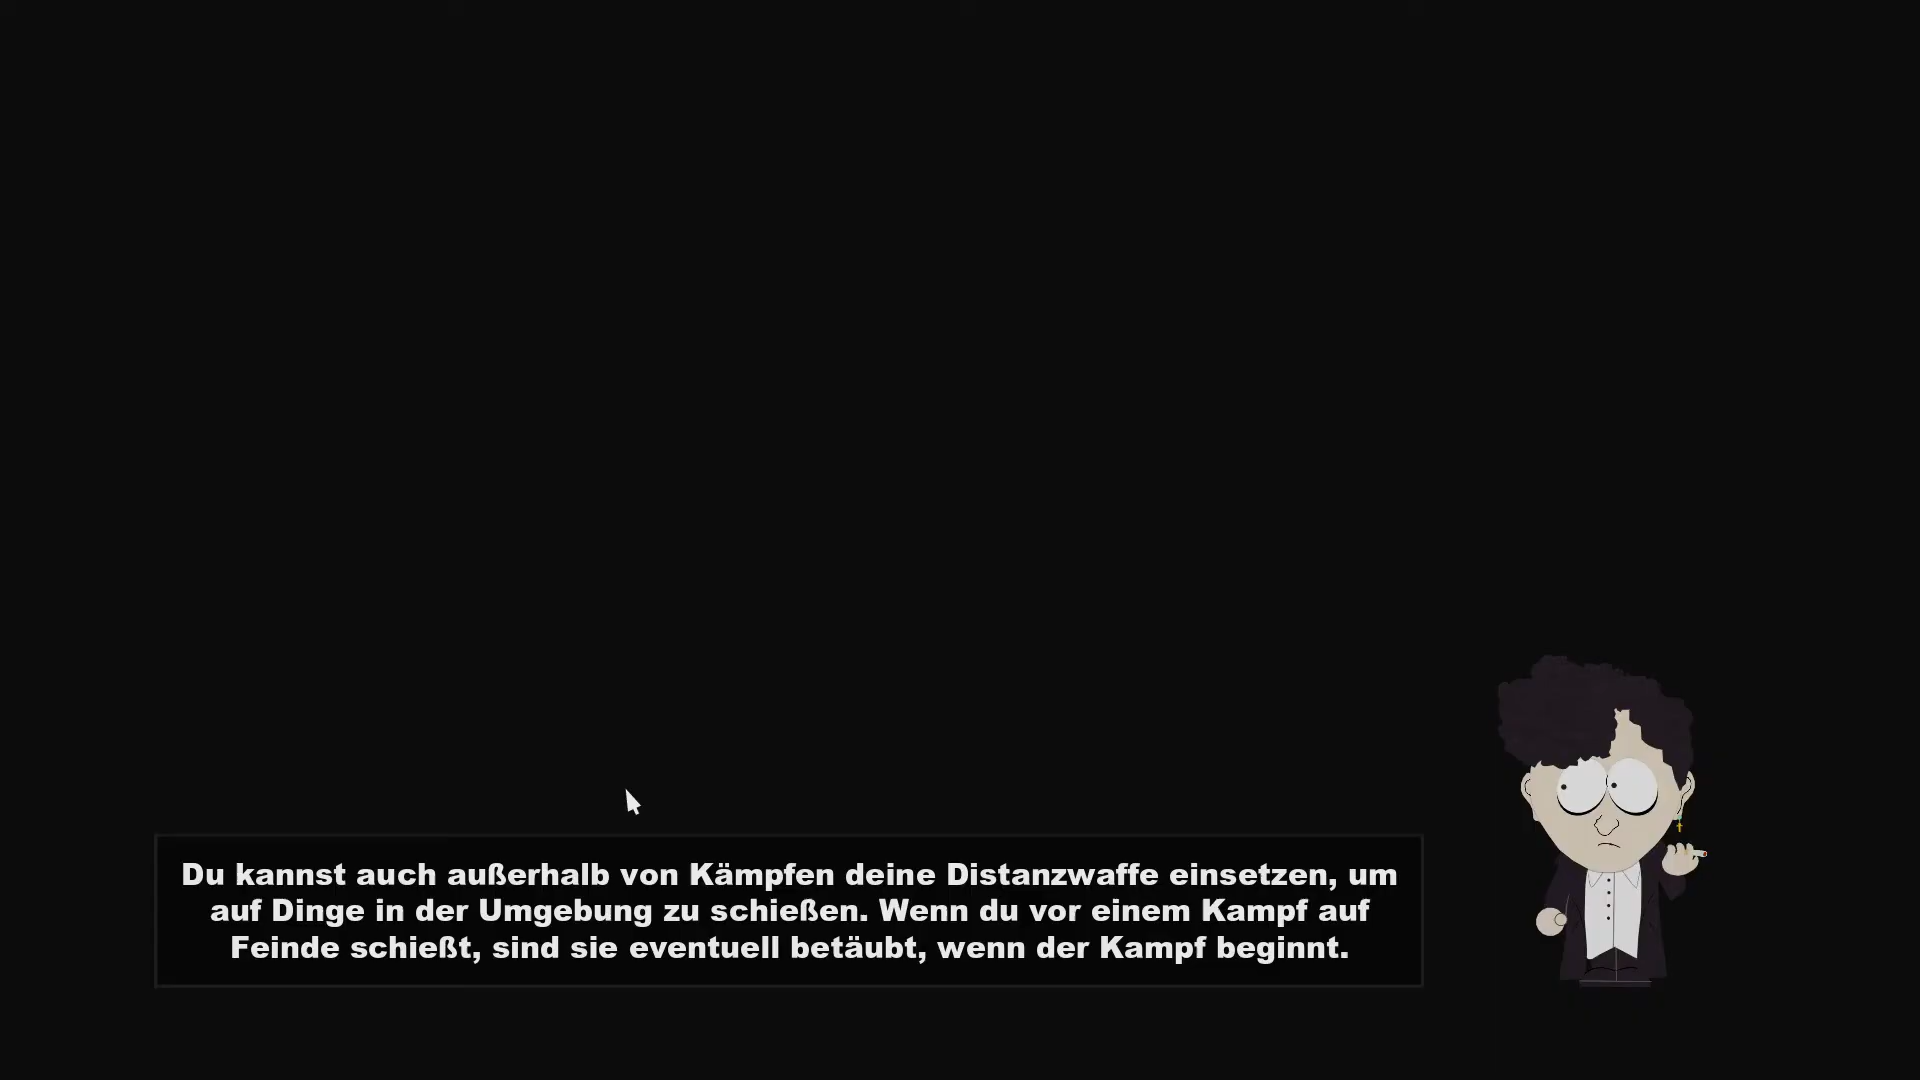 Du kannst auch außerhalb von Kämpfen deine Distanzwaffe einsetzen, um
auf Dinge in der Umgebung zu schießen. Wenn du vor einem Kampf auf
Feinde schießt, sind sie eventuell betäubt, wenn der Kampf beginnt.